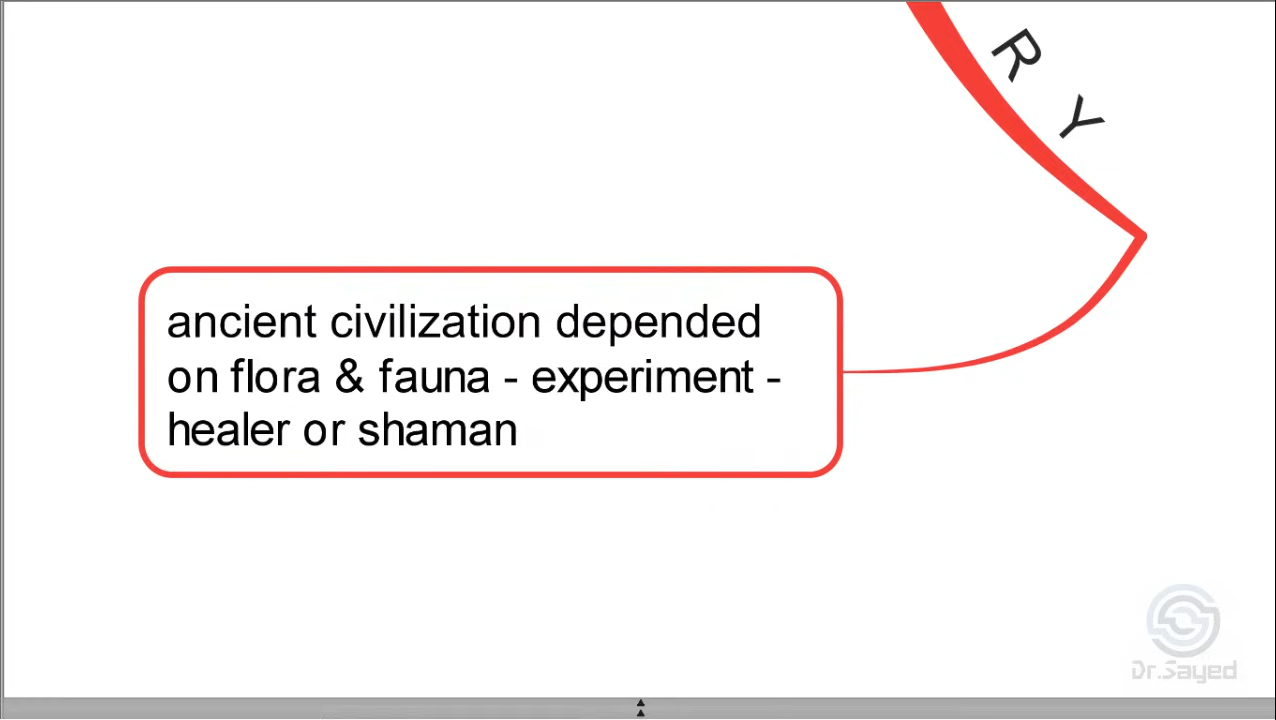 R Y
ancient civilization depended
on flora & fauna - experiment -
healer or shaman
Dr.Sayed